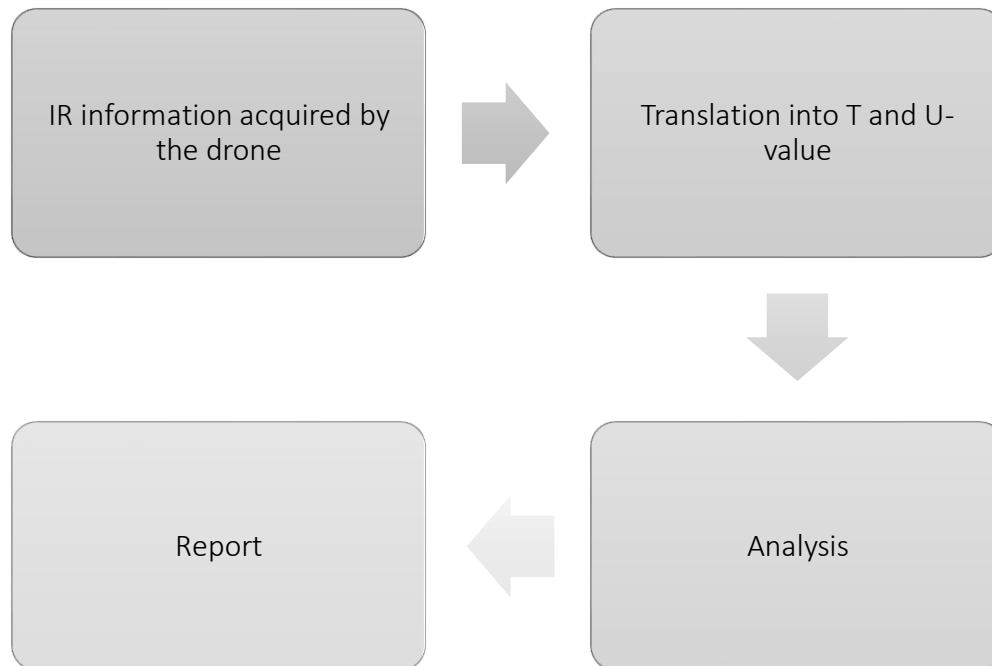 IR information acquired by
the drone
Translation into T and U-
value
Analysis
Report